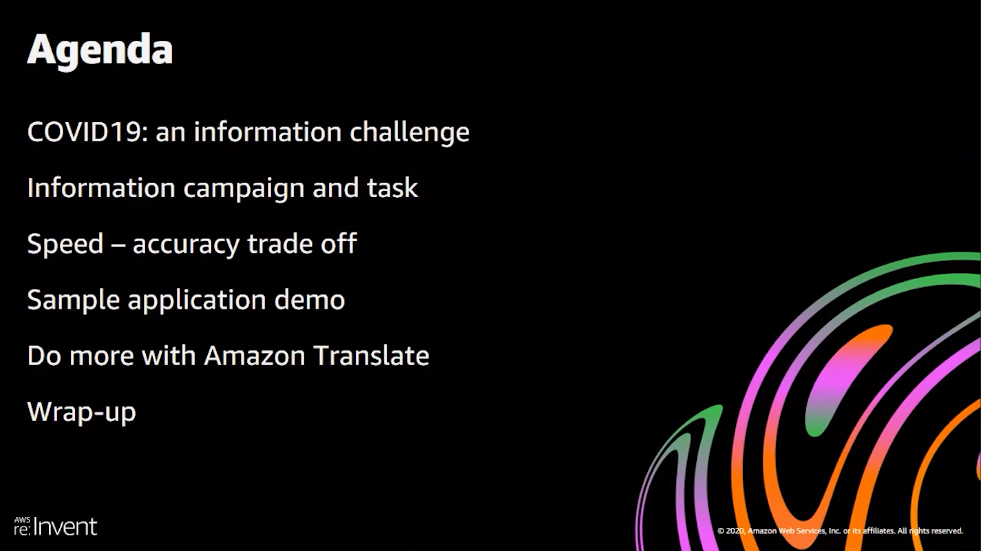 Agenda
COVID19: an information challenge
Information campaign and task
Speed – accuracy trade off
Sample application demo
Do more with Amazon Translate
Wrap-up
AWS
re:Invent
© 2020, Amazon Web Services, Inc. or its affiliates. All rights reserved.